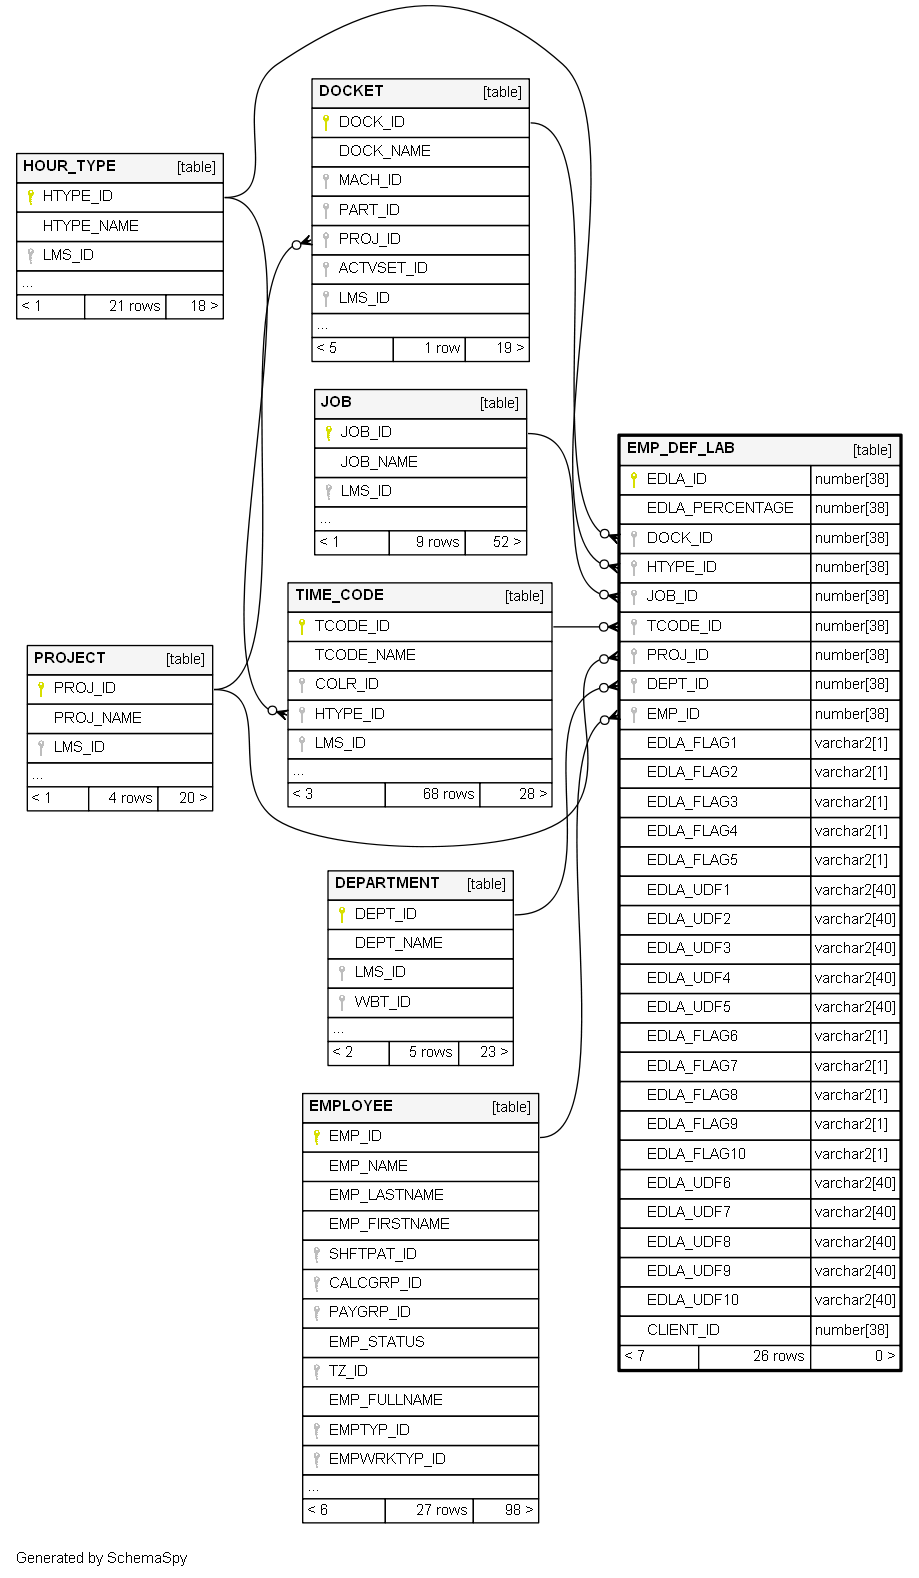 DOCKET [table]
DOCK_ID
DOCK_NAME
MACH_ID
PART_ID
PROJ_ID
ACTVSET_ID
LMS_ID
...
< 5 1 row 19 >
HOUR_TYPE [table]
HTYPE_ID
HTYPE_NAME
LMS_ID
...
< 1 21 rows 18 >
JOB [table]
JOB_ID
JOB_NAME
LMS_ID
...
< 1 9 rows 52 >
EMP_DEF_LAB [table]
EDLA_ID number[38]
EDLA_PERCENTAGE number[38]
DOCK_ID number[38]
HTYPE_ID number[38]
JOB_ID number[38]
TCODE_ID number[38]
PROJ_ID number[38]
DEPT_ID number[38]
EMP_ID number[38]
EDLA_FLAG1 varchar2[1]
EDLA_FLAG2 varchar2[1]
EDLA_FLAG3 varchar2[1]
EDLA_FLAG4 varchar2[1]
EDLA_FLAG5 varchar2[1]
EDLA_UDF1 varchar2[40]
EDLA_UDF2 varchar2[40]
EDLA_UDF3 varchar2[40]
EDLA_UDF4 varchar2[40]
EDLA_UDF5 varchar2[40]
EDLA_FLAG6 varchar2[1]
EDLA_FLAG7 varchar2[1]
EDLA_FLAG8 varchar2[1]
EDLA_FLAG9 varchar2[1]
EDLA_FLAG10 varchar2[1]
EDLA_UDF6 varchar2[40]
EDLA_UDF7 varchar2[40]
EDLA_UDF8 varchar2[40]
EDLA_UDF9 varchar2[40]
EDLA_UDF10 varchar2[40]
CLIENT_ID number[38]
< 7 26 rows 0 >
TIME_CODE [table]
TCODE_ID
TCODE_NAME
COLR_ID
HTYPE_ID
LMS_ID
...
< 3 68 rows 28 >
PROJECT [table]
PROJ_ID
PROJ_NAME
LMS_ID
...
< 1 4 rows 20 >
DEPARTMENT [table]
DEPT_ID
DEPT_NAME
LMS_ID
WBT_ID
...
< 2 5 rows 23 >
EMPLOYEE [table]
EMP_ID
EMP_NAME
EMP_LASTNAME
EMP_FIRSTNAME
SHFTPAT_ID
CALCGRP_ID
PAYGRP_ID
EMP_STATUS
TZ_ID
EMP_FULLNAME
EMPTYP_ID
EMPWRKTYP_ID
...
< 6 27 rows 98 >
Generated by SchemaSpy